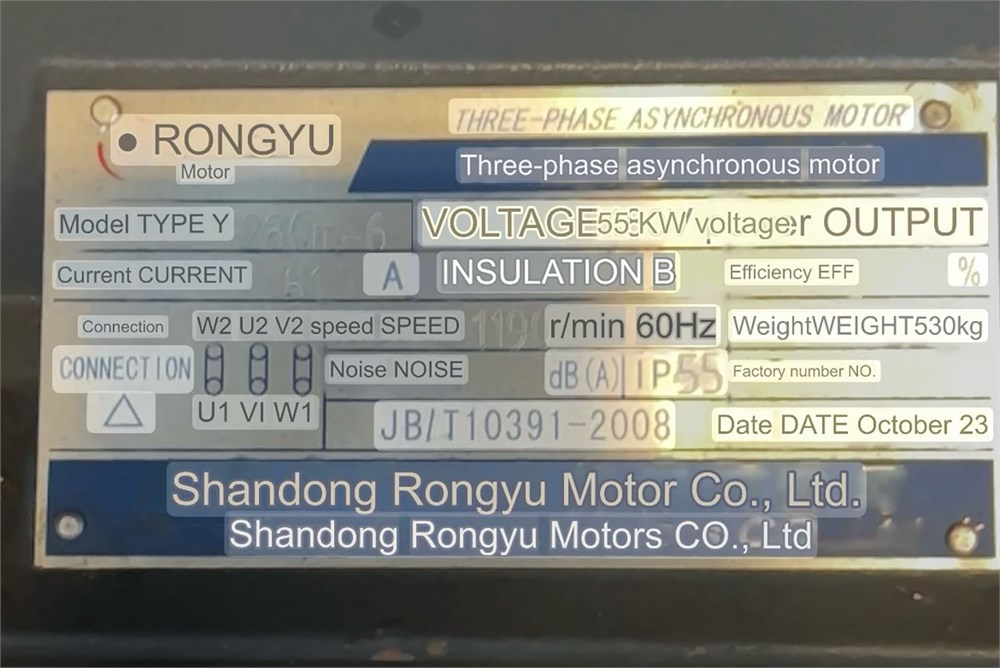 THREE-PHASE ASYNCHRONOUS MOTOR
• RONGYU
Motor
Three-phase asynchronous motor
Model TYPE Y 280M-6 VOLTAGE 55 KW voltage OUTPUT
Current CURRENT A INSULATION B Efficiency EFF %
Connection W2 U2 V2 speed SPEED r/min 60Hz WeightWEIGHT530kg
CONNECTION Noise NOISE dB(A) IP55 Factory number NO.
△ U1 VI W1 JB/T10391-2008 Date DATE October 23
Shandong Rongyu Motor Co., Ltd.
Shandong Rongyu Motors CO., Ltd